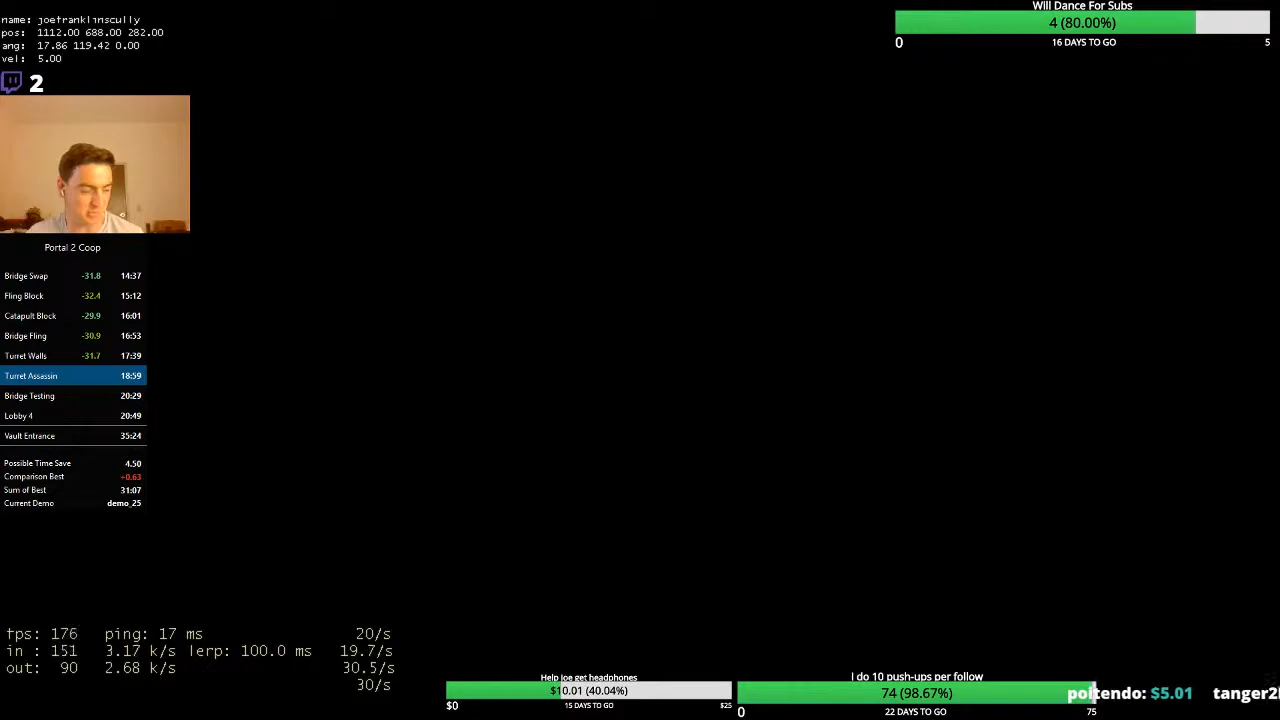 name: joefranklinscully
pos: 1112.00 688.00 282.00
ang: 17.86 119.42 0.00
vel: 5.00
2
Will Dance For Subs
4 (80.00%)
0 16 DAYS TO GO 5
Portal 2 Coop
Bridge Swap -31.8 14:37
Fling Block -32.4 15:12
Catapult Block -29.9 16:01
Bridge Fling -30.9 16:53
Turret Walls -31.7 17:39
Turret Assassin 18:59
Bridge Testing 20:29
Lobby 4 20:49
Vault Entrance 35:24
Possible Time Save 4.50
Comparison Best +0.63
Sum of Best 31:07
Current Demo demo_25
fps: 176 ping: 17 ms 20/s
in : 151 3.17 k/s lerp: 100.0 ms 19.7/s
out: 90 2.68 k/s 30.5/s
30/s
Help Joe get headphones
$10.01 (40.04%)
$0 15 DAYS TO GO $25
I do 10 push-ups per follow
74 (98.67%)
0 22 DAYS TO GO 75
poitendo: $5.01